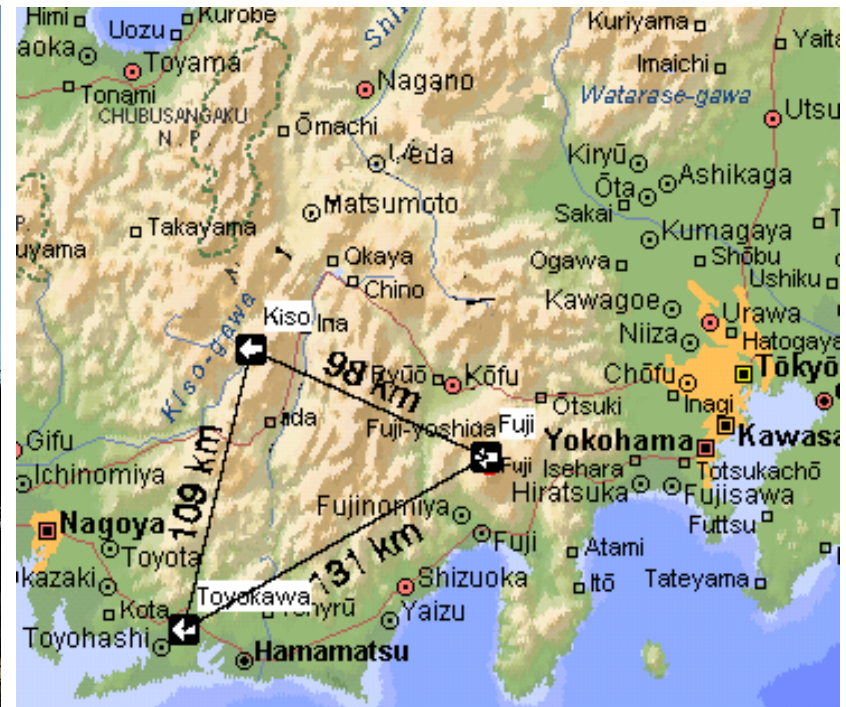 Himi
Kurobe
Uozu
aoka
Toyama
Tonami
CHUBUSANGAKU
N.P.
Shi
Nagano
Kuriyama
Yaita
Imaichi
Watarase-gawa
Utsu
Ōmachi
Ueda
Kiryū
Ashikaga
Ōta
Sakai
Matsumoto
Kumagaya
P.
Takayama
uyama
Okaya
Chino
Ogawa
Shōbu
Ushiku
Kawagoe
Urawa
Niiza
Hatogaya
Kiso
Ina
Kiso-gawa
98 km
Ryūō
Kōfu
Chōfu
Tōkyō
Ōtsuki
Inagi
ida
Fuji-yoshida
Fuji
Yokohama
Kawasa
Gifu
Fuji
Isehara
Totsukachō
Ichinomiya
109 km
Hiratsuka
Fujisawa
Fujinomiya
Futtsu
Nagoya
Toyota
131 km
Fuji
Atami
kazaki
Shizuoka
Itō
Tateyama
Toyokawa
Kota
nyrū
Yaizu
Toyohashi
Hamamatsu